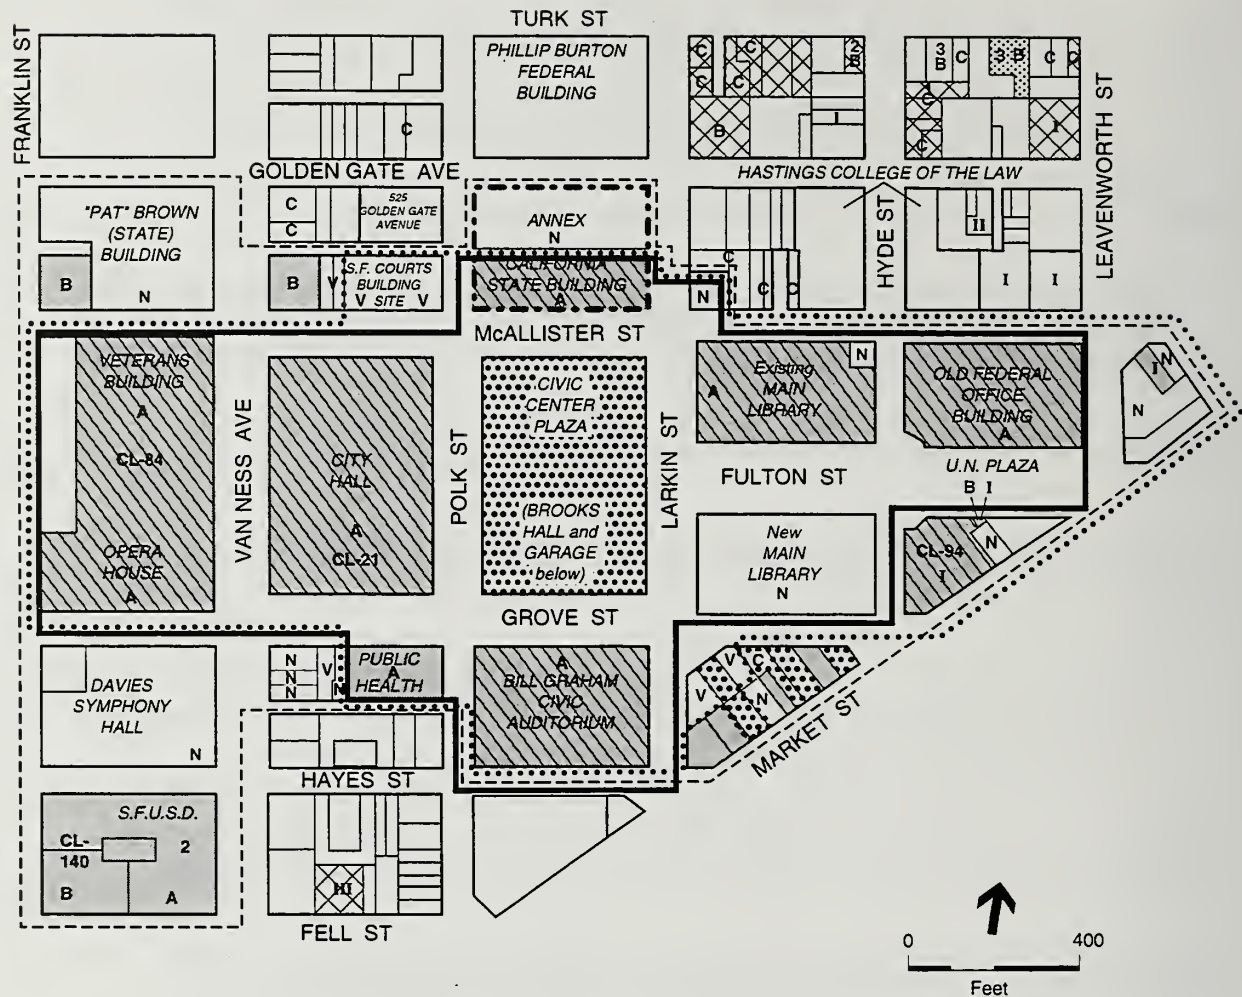 TURK ST
FRANKLIN ST
PHILLIP BURTON
FEDERAL
BUILDING
C
C
C
C
C
2
B
B
I
3
B
C
3 B
C
C
C
C
I
LEAVENWORTH ST
GOLDEN GATE AVE
HASTINGS COLLEGE OF THE LAW
"PAT" BROWN
(STATE)
BUILDING
B
N
C
C
525
GOLDEN GATE
AVENUE
ANNEX
N
HYDE ST
II
I
I
B
V
S.F. COURTS
BUILDING
V SITE V
CALIFORNIA
STATE BUILDING
A
C
N
C
C
McALLISTER ST
VETERANS
BUILDING
A
CL-84
OPERA
HOUSE
A
VAN NESS AVE
CITY
HALL
A
CL-21
POLK ST
CIVIC
CENTER
PLAZA
(BROOKS
HALL and
GARAGE
below)
LARKIN ST
Existing
MAIN
LIBRARY
A
N
OLD FEDERAL
OFFICE
BUILDING
A
I
N
N
FULTON ST
U.N. PLAZA
B I
New
MAIN
LIBRARY
N
CL-94
I
N
GROVE ST
DAVIES
SYMPHONY
HALL
N
N
N
N
V
N
PUBLIC
A
HEALTH
A
BILL GRAHAM
CIVIC
AUDITORIUM
V
C
V
I
N
MARKET ST
HAYES ST
S.F.U.S.D.
CL-
140
2
B
A
III
FELL ST
0 400
Feet